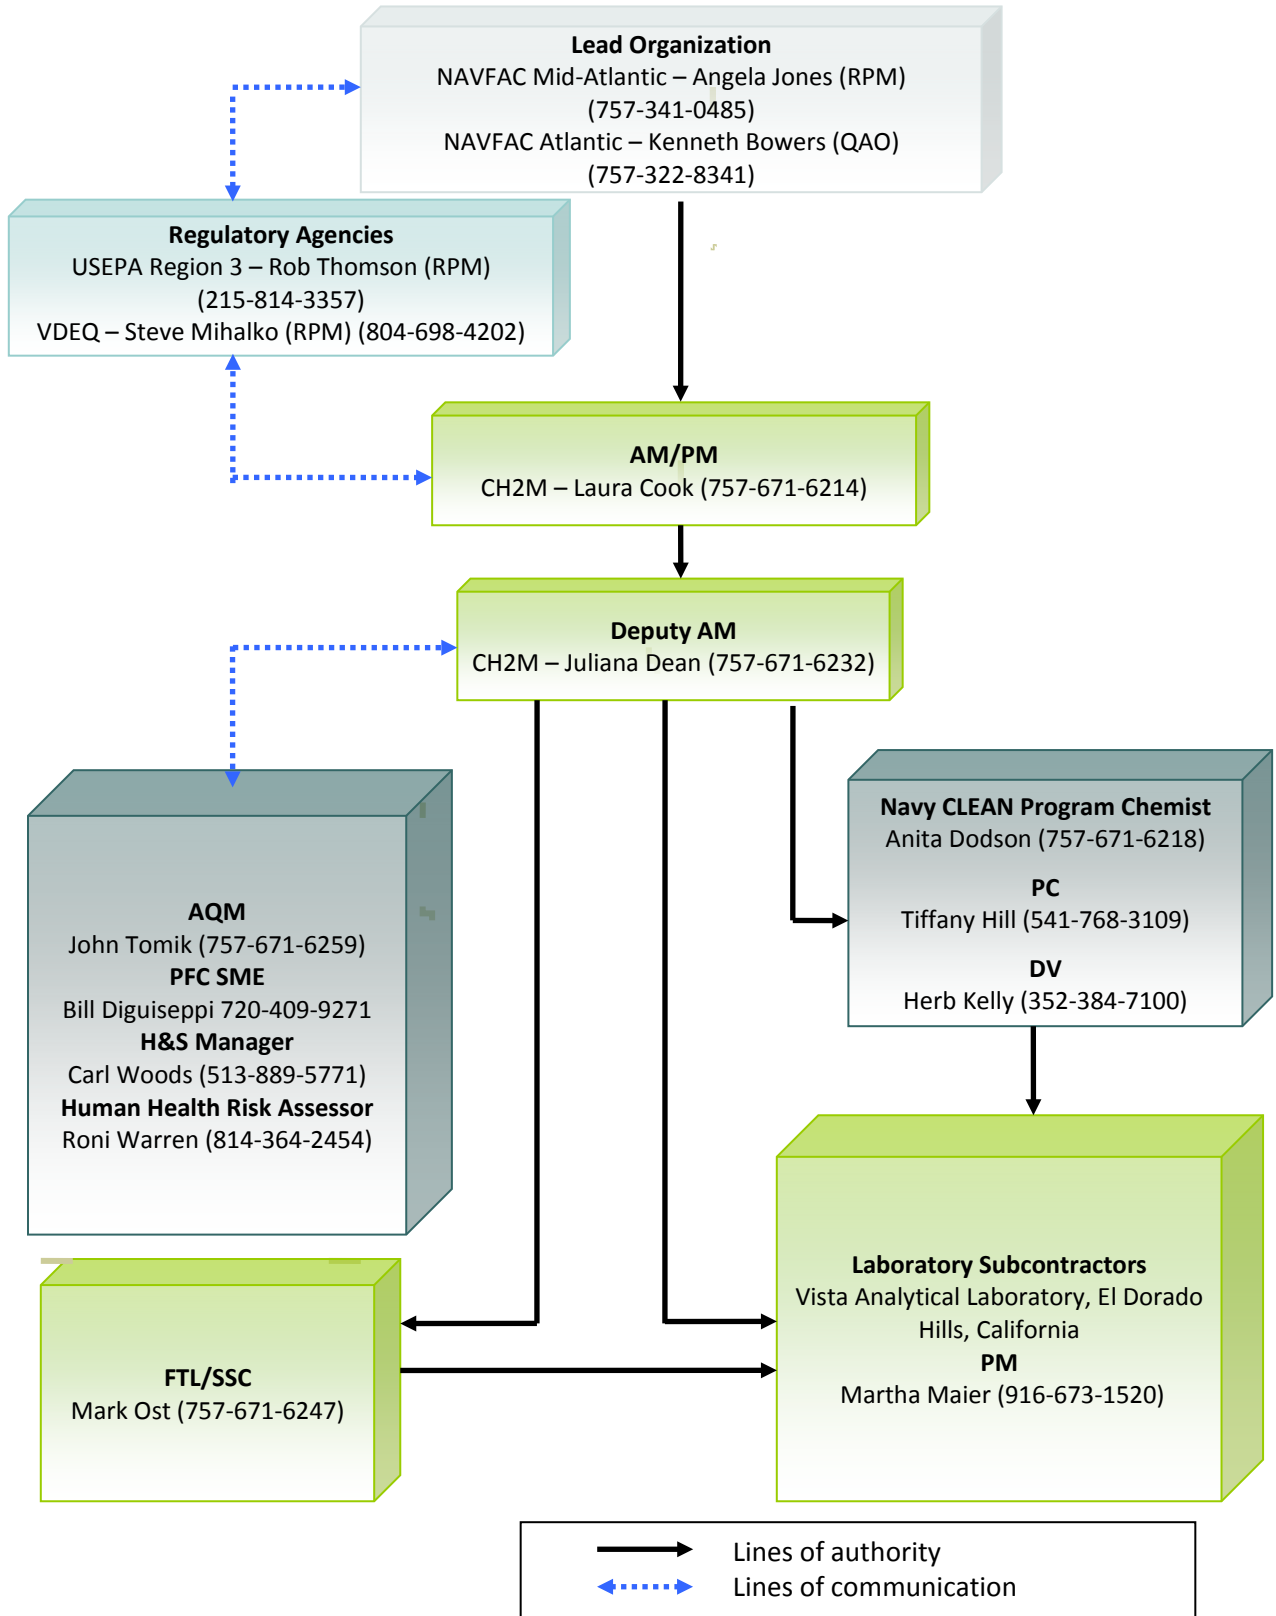 Lead Organization
NAVFAC Mid-Atlantic – Angela Jones (RPM)
(757-341-0485)
NAVFAC Atlantic – Kenneth Bowers (QAO)
(757-322-8341)
Regulatory Agencies
USEPA Region 3 – Rob Thomson (RPM)
(215-814-3357)
VDEQ – Steve Mihalko (RPM) (804-698-4202)
AM/PM
CH2M – Laura Cook (757-671-6214)
Deputy AM
CH2M – Juliana Dean (757-671-6232)
Navy CLEAN Program Chemist
Anita Dodson (757-671-6218)
PC
Tiffany Hill (541-768-3109)
DV
Herb Kelly (352-384-7100)
AQM
John Tomik (757-671-6259)
PFC SME
Bill Diguiseppi 720-409-9271
H&S Manager
Carl Woods (513-889-5771)
Human Health Risk Assessor
Roni Warren (814-364-2454)
Laboratory Subcontractors
Vista Analytical Laboratory, El Dorado
Hills, California
PM
Martha Maier (916-673-1520)
FTL/SSC
Mark Ost (757-671-6247)
Lines of authority
Lines of communication